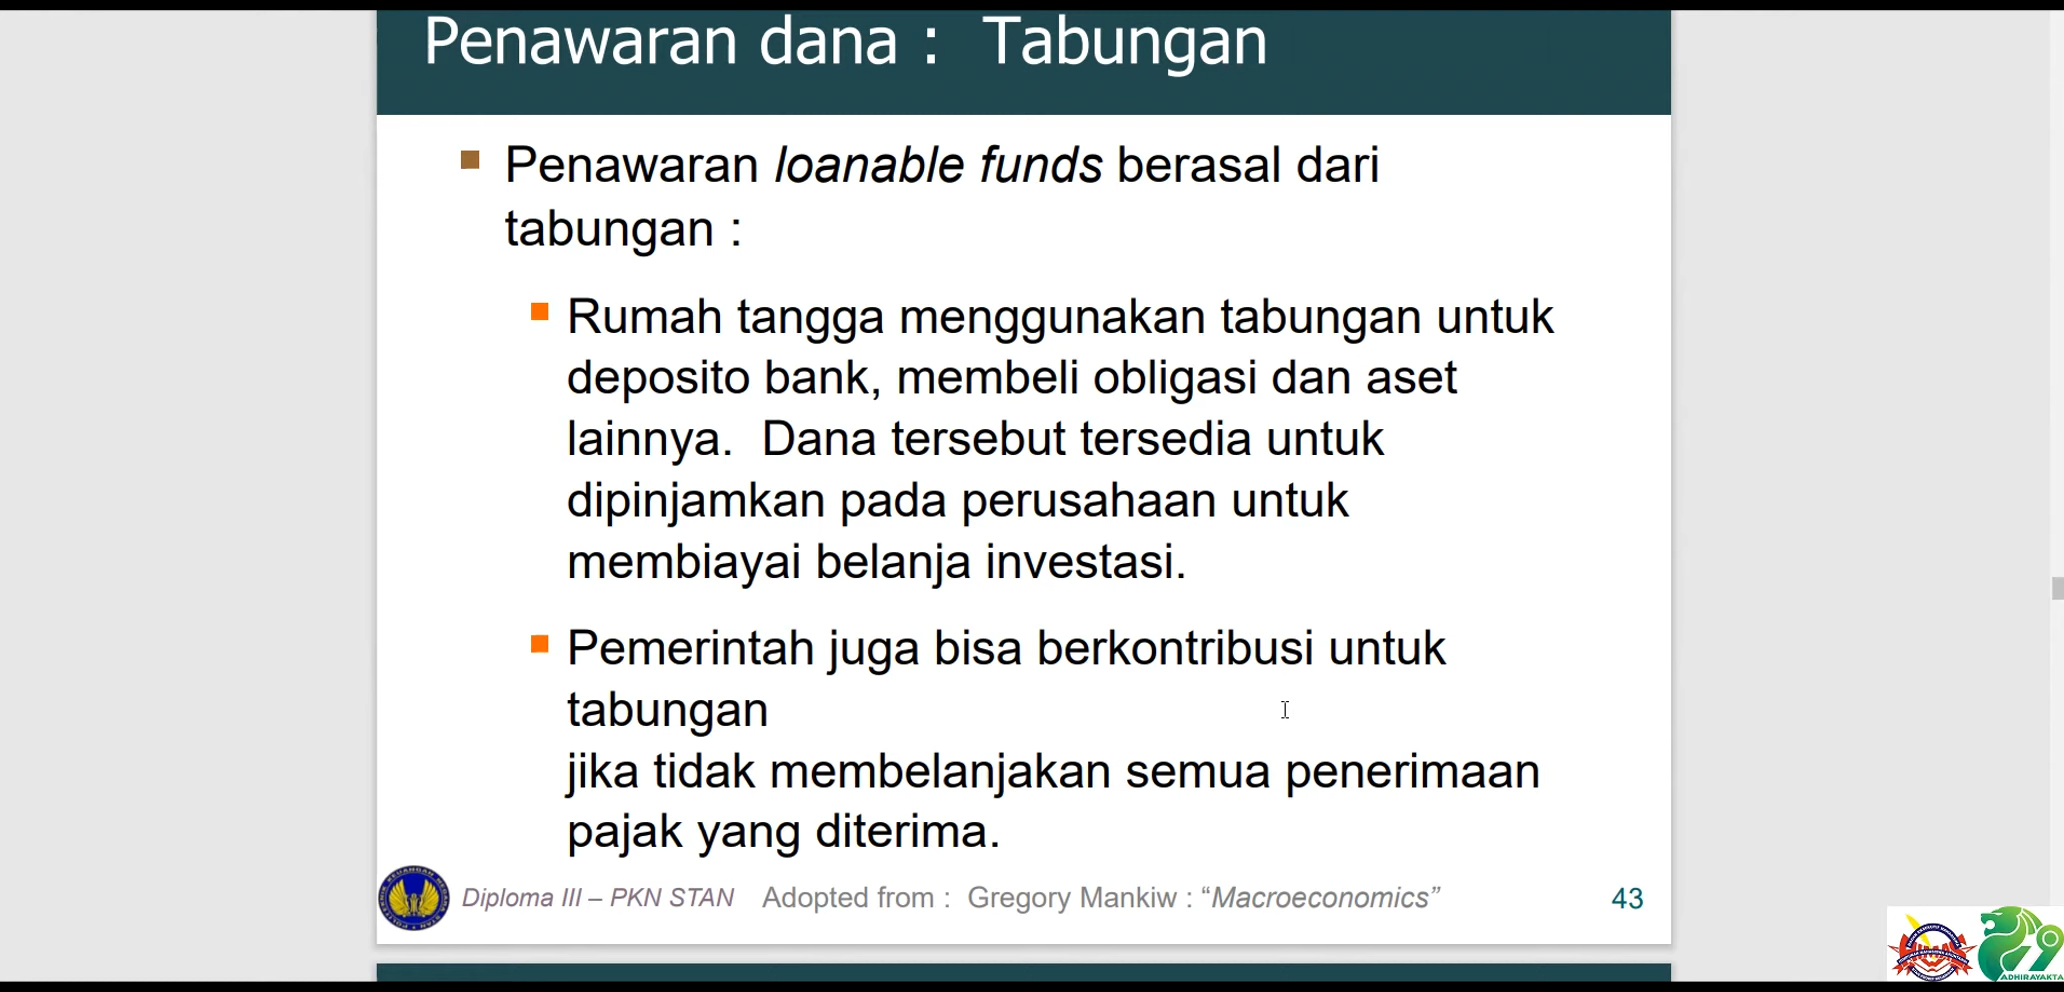 Penawaran dana :  Tabungan
Penawaran loanable funds berasal dari
tabungan :
Rumah tangga menggunakan tabungan untuk
deposito bank, membeli obligasi dan aset
lainnya.  Dana tersebut tersedia untuk
dipinjamkan pada perusahaan untuk
membiayai belanja investasi.
Pemerintah juga bisa berkontribusi untuk
tabungan
jika tidak membelanjakan semua penerimaan
pajak yang diterima.
Diploma III – PKN STAN  Adopted from :  Gregory Mankiw : “Macroeconomics”  43
29
ADHIRAYAKTA